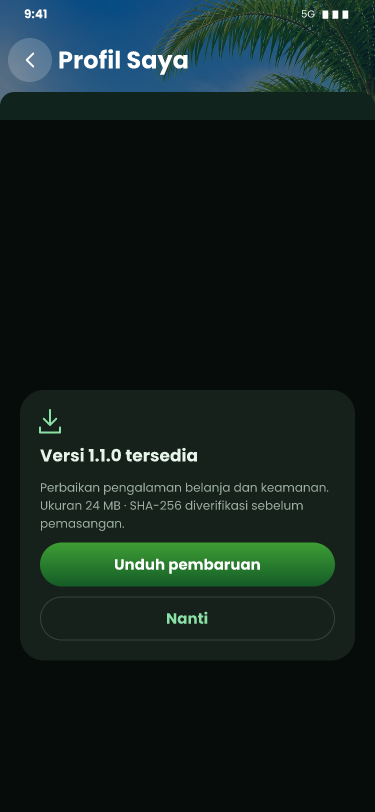 9:41
5G
Profil Saya
Versi 1.1.0 tersedia
Perbaikan pengalaman belanja dan keamanan.
Ukuran 24 MB · SHA-256 diverifikasi sebelum
pemasangan.
Unduh pembaruan
Nanti